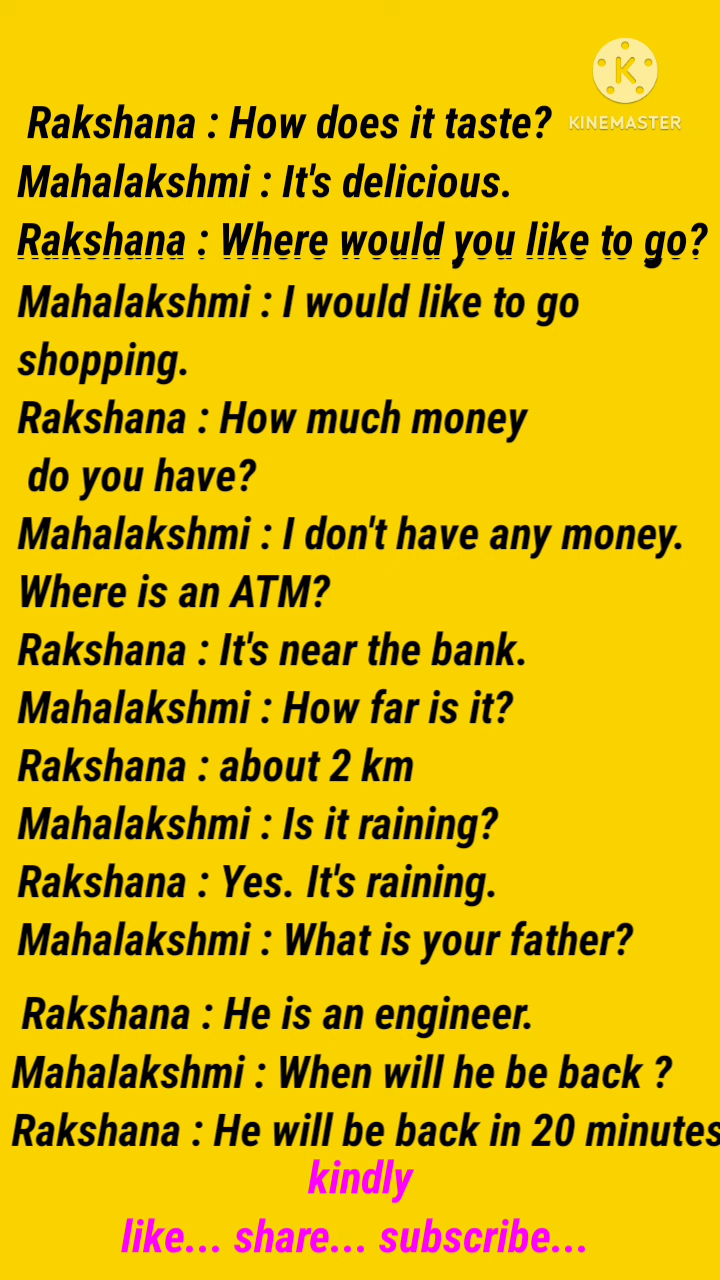 KINEMASTER
Rakshana : How does it taste?
Mahalakshmi : It's delicious.
Rakshana : Where would you like to go?
Mahalakshmi : I would like to go
shopping.
Rakshana : How much money
do you have?
Mahalakshmi : I don't have any money.
Where is an ATM?
Rakshana : It's near the bank.
Mahalakshmi : How far is it?
Rakshana : about 2 km
Mahalakshmi : Is it raining?
Rakshana : Yes. It's raining.
Mahalakshmi : What is your father?
Rakshana : He is an engineer.
Mahalakshmi : When will he be back ?
Rakshana : He will be back in 20 minutes
kindly
like... share... subscribe...